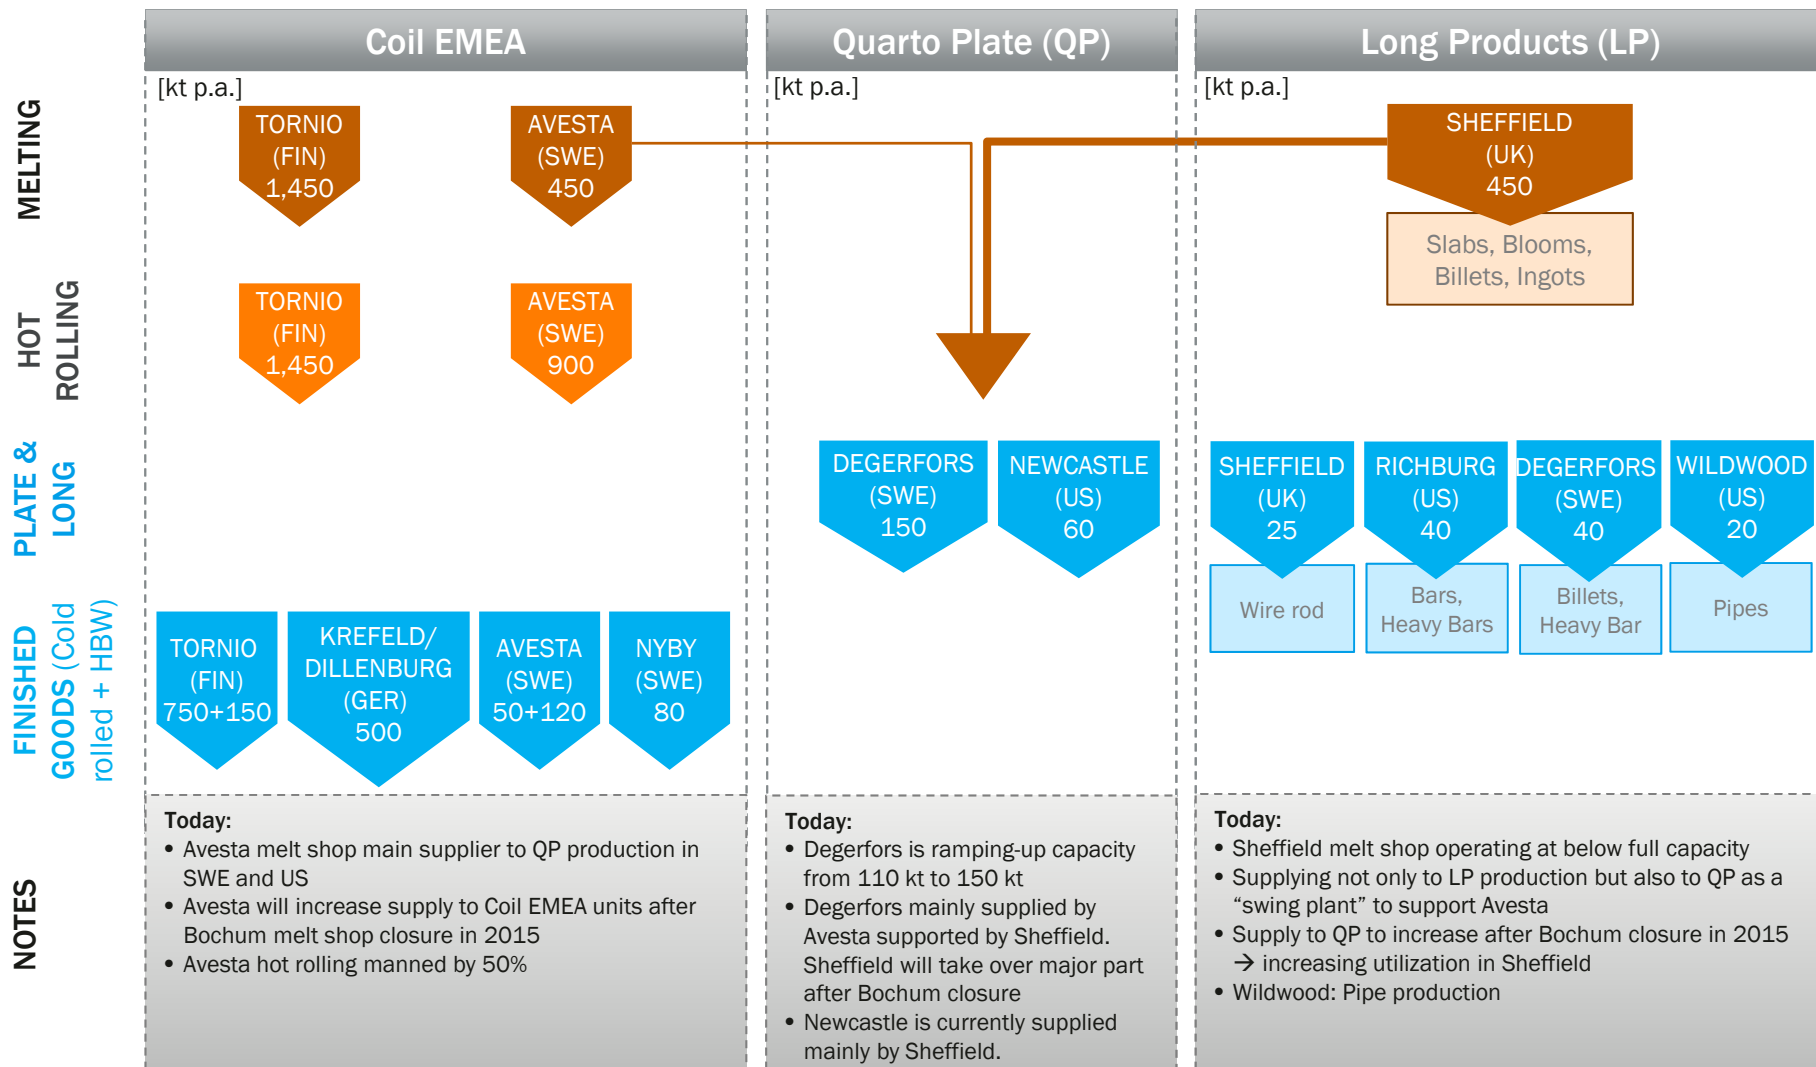 Coil EMEA
Quarto Plate (QP)
Long Products (LP)
[kt p.a.]
[kt p.a.]
[kt p.a.]
MELTING
TORNIO
(FIN)
1,450
AVESTA
(SWE)
450
SHEFFIELD
(UK)
450
Slabs, Blooms,
Billets, Ingots
HOT
ROLLING
TORNIO
(FIN)
1,450
AVESTA
(SWE)
900
PLATE &
LONG
DEGERFORS
(SWE)
150
NEWCASTLE
(US)
60
SHEFFIELD
(UK)
25
RICHBURG
(US)
40
DEGERFORS
(SWE)
40
WILDWOOD
(US)
20
Wire rod
Bars,
Heavy Bars
Billets,
Heavy Bar
Pipes
FINISHED
GOODS (Cold
rolled + HBW)
TORNIO
(FIN)
750+150
KREFELD/
DILLENBURG
(GER)
500
AVESTA
(SWE)
50+120
NYBY
(SWE)
80
NOTES
Today:
• Avesta melt shop main supplier to QP production in
SWE and US
• Avesta will increase supply to Coil EMEA units after
Bochum melt shop closure in 2015
• Avesta hot rolling manned by 50%
Today:
• Degerfors is ramping-up capacity
from 110 kt to 150 kt
• Degerfors mainly supplied by
Avesta supported by Sheffield.
Sheffield will take over major part
after Bochum closure
• Newcastle is currently supplied
mainly by Sheffield.
Today:
• Sheffield melt shop operating at below full capacity
• Supplying not only to LP production but also to QP as a
“swing plant” to support Avesta
• Supply to QP to increase after Bochum closure in 2015
→ increasing utilization in Sheffield
• Wildwood: Pipe production